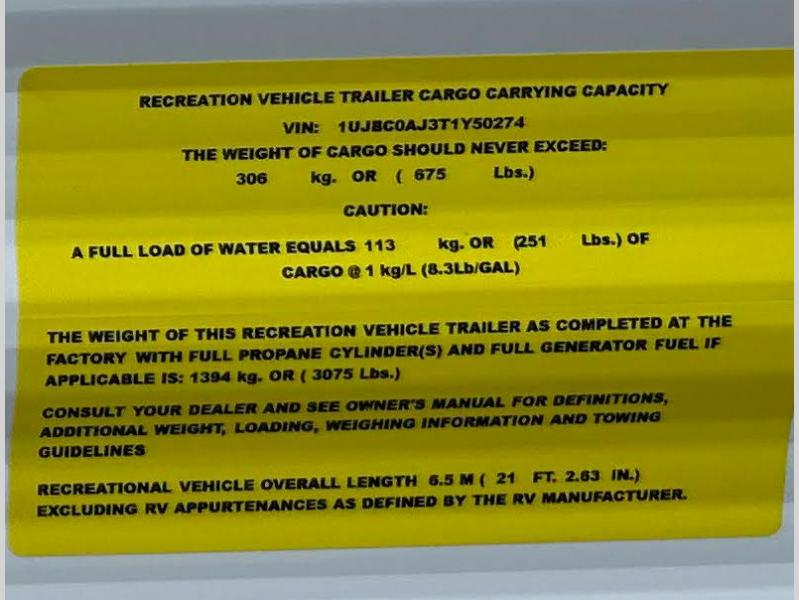 RECREATION VEHICLE TRAILER CARGO CARRYING CAPACITY
VIN: 1UJBC0AJ3T1Y50274
THE WEIGHT OF CARGO SHOULD NEVER EXCEED:
306 kg. OR ( 675 Lbs.)
CAUTION:
A FULL LOAD OF WATER EQUALS 113 kg. OR (251 Lbs.) OF
CARGO @ 1 kg/L (8.3Lb/GAL)
THE WEIGHT OF THIS RECREATION VEHICLE TRAILER AS COMPLETED AT THE
FACTORY WITH FULL PROPANE CYLINDER(S) AND FULL GENERATOR FUEL IF
APPLICABLE IS: 1394 kg. OR ( 3075 Lbs.)
CONSULT YOUR DEALER AND SEE OWNER'S MANUAL FOR DEFINITIONS,
ADDITIONAL WEIGHT, LOADING, WEIGHING INFORMATION AND TOWING
GUIDELINES
RECREATIONAL VEHICLE OVERALL LENGTH 6.5 M ( 21 FT. 2.63 IN.)
EXCLUDING RV APPURTENANCES AS DEFINED BY THE RV MANUFACTURER.